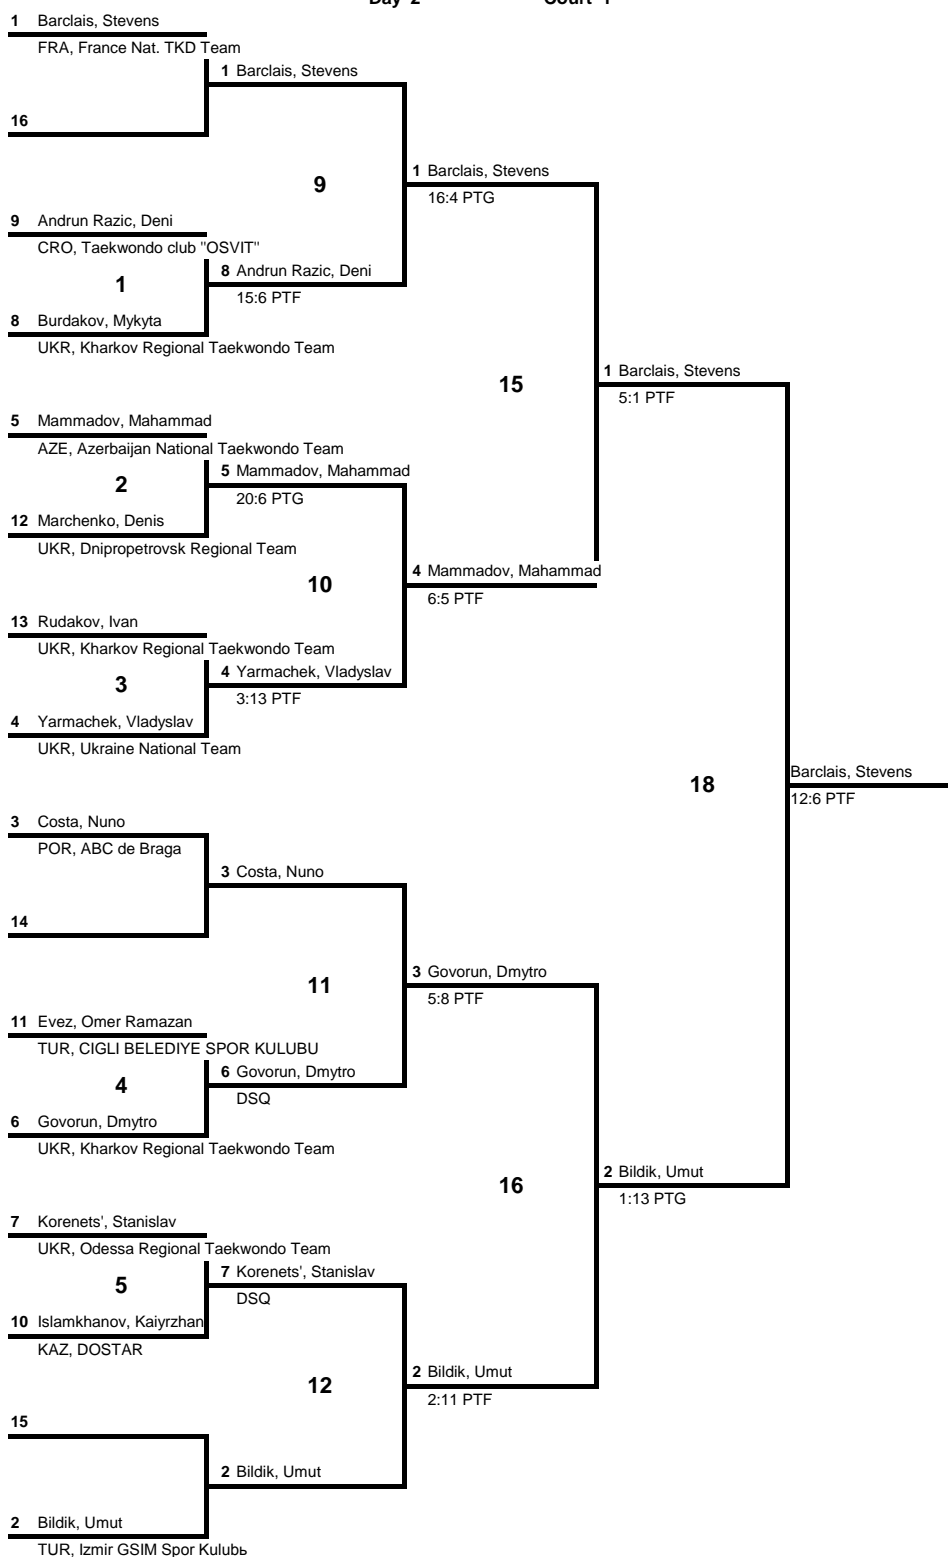 Day 2 Court 1
1 Barclais, Stevens
FRA, France Nat. TKD Team
1 Barclais, Stevens
16
9
1 Barclais, Stevens
16:4 PTG
9 Andrun Razic, Deni
CRO, Taekwondo club "OSVIT"
1
8 Andrun Razic, Deni
15:6 PTF
8 Burdakov, Mykyta
UKR, Kharkov Regional Taekwondo Team
15
1 Barclais, Stevens
5:1 PTF
5 Mammadov, Mahammad
AZE, Azerbaijan National Taekwondo Team
2
5 Mammadov, Mahammad
20:6 PTG
12 Marchenko, Denis
UKR, Dnipropetrovsk Regional Team
10
4 Mammadov, Mahammad
6:5 PTF
13 Rudakov, Ivan
UKR, Kharkov Regional Taekwondo Team
3
4 Yarmachek, Vladyslav
3:13 PTF
4 Yarmachek, Vladyslav
UKR, Ukraine National Team
18
Barclais, Stevens
12:6 PTF
3 Costa, Nuno
POR, ABC de Braga
3 Costa, Nuno
14
11
3 Govorun, Dmytro
5:8 PTF
11 Evez, Omer Ramazan
TUR, CIGLI BELEDIYE SPOR KULUBU
4
6 Govorun, Dmytro
DSQ
6 Govorun, Dmytro
UKR, Kharkov Regional Taekwondo Team
16
2 Bildik, Umut
1:13 PTG
7 Korenets', Stanislav
UKR, Odessa Regional Taekwondo Team
5
7 Korenets', Stanislav
DSQ
10 Islamkhanov, Kaiyrzhan
KAZ, DOSTAR
12
2 Bildik, Umut
2:11 PTF
15
2 Bildik, Umut
2 Bildik, Umut
TUR, Izmir GSIM Spor Kulubь